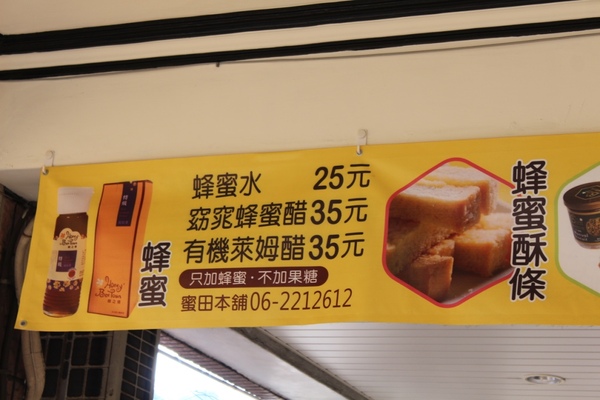 蜂蜜水 25元
窈窕蜂蜜醋 35元
有機萊姆醋 35元
只加蜂蜜·不加果糖
蜜田本舖 06-2212612
蜂蜜
蜂蜜酥條